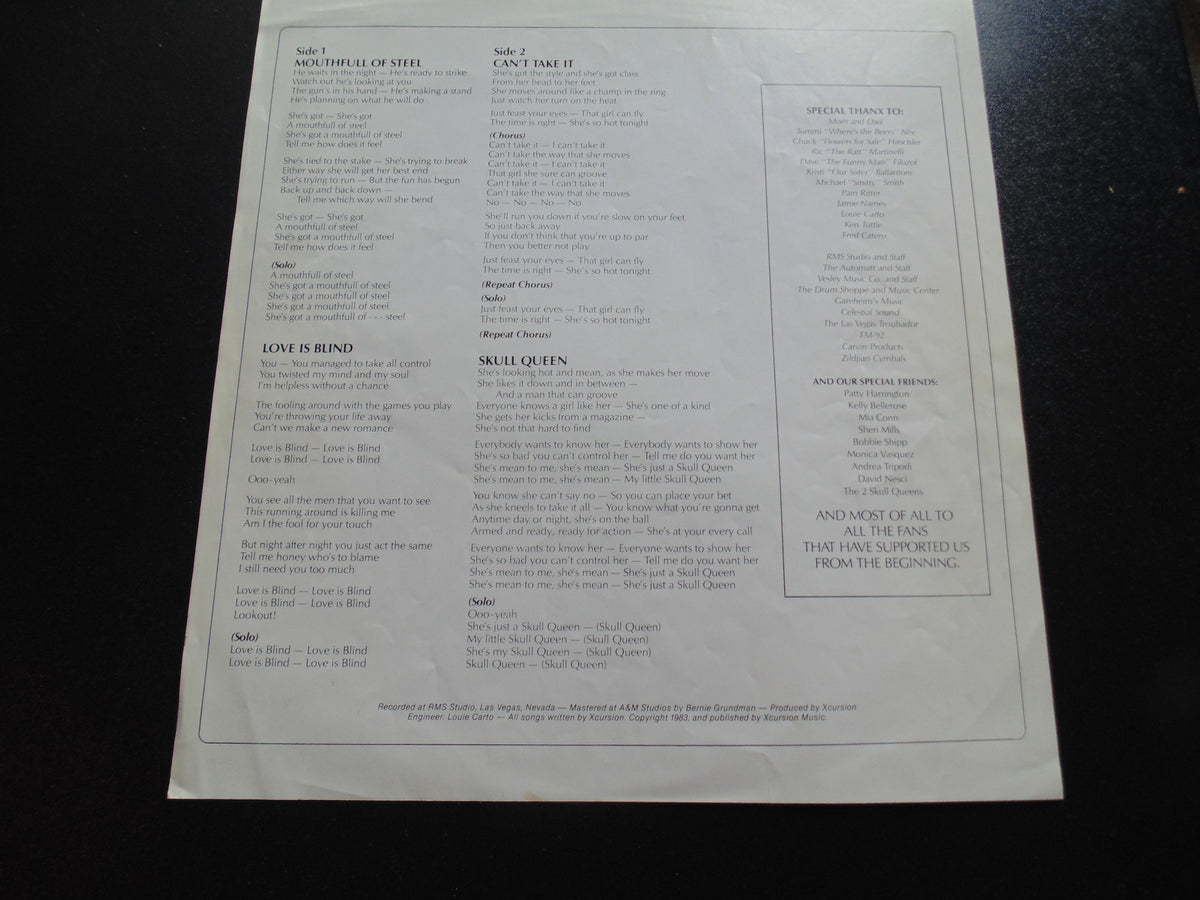 Side 1
MOUTHFULL OF STEEL
He waits in the night — He's ready to strike
Watch out he's looking at you
The gun's in his hand — He's making a stand
He's planning on what he will do
She's got — She's got
A mouthfull of steel
She's got a mouthfull of steel
Tell me how does it feel
She's tied to the stake — She's trying to break
Either way she will get her best end
She's trying to run — But the fun has begun
Back up and back down —
Tell me which way will she bend
She's got — She's got
A mouthfull of steel
She's got a mouthfull of steel
Tell me how does it feel
(Solo)
A mouthfull of steel
She's got a mouthfull of steel
She's got a mouthfull of steel
She's got a mouthfull of steel
She's got a mouthfull of - - - steel
LOVE IS BLIND
You — You managed to take all control
You twisted my mind and my soul
I'm helpless without a chance
The fooling around with the games you play
You're throwing your life away
Can't we make a new romance
Love is Blind — Love is Blind
Love is Blind — Love is Blind
Ooo-yeah
You see all the men that you want to see
This running around is killing me
Am I the fool for your touch
But night after night you just act the same
Tell me honey who's to blame
I still need you too much
Love is Blind — Love is Blind
Love is Blind — Love is Blind
Lookout!
(Solo)
Love is Blind — Love is Blind
Love is Blind — Love is Blind
Side 2
CAN'T TAKE IT
She's got the style and she's got class
From her head to her feet
She moves around like a champ in the ring
Just watch her turn on the heat
Just feast your eyes — That girl can fly
The time is right — She's so hot tonight
(Chorus)
Can't take it — I can't take it
Can't take the way that she moves
Can't take it — I can't take it
That girl she sure can groove
Can't take it — I can't take it
Can't take the way that she moves
No — No — No — No
She'll run you down if you're slow on your feet
So just back away
If you don't think that you're up to par
Then you better not play
Just feast your eyes — That girl can fly
The time is right — She's so hot tonight
(Repeat Chorus)
(Solo)
Just feast your eyes — That girl can fly
The time is right — She's so hot tonight
(Repeat Chorus)
SKULL QUEEN
She's looking hot and mean, as she makes her move
She likes it down and in between —
And a man that can groove
Everyone knows a girl like her — She's one of a kind
She gets her kicks from a magazine —
She's not that hard to find
Everybody wants to know her — Everybody wants to show her
She's so bad you can't control her — Tell me do you want her
She's mean to me, she's mean — She's just a Skull Queen
She's mean to me, she's mean — My little Skull Queen
You know she can't say no — So you can place your bet
As she kneels to take it all — You know what you're gonna get
Anytime day or night, she's on the ball
Armed and ready, ready for action — She's at your every call
Everyone wants to know her — Everyone wants to show her
She's so bad you can't control her — Tell me do you want her
She's mean to me, she's mean — She's just a Skull Queen
She's mean to me, she's mean — She's just a Skull Queen
(Solo)
Ooo-yeah
She's just a Skull Queen — (Skull Queen)
My little Skull Queen — (Skull Queen)
She's my Skull Queen — (Skull Queen)
Skull Queen — (Skull Queen)
SPECIAL THANX TO:
Mom and Dad
Tommi "Where's the Beers" Nee
Chuck "Flowers for Sale" Hinschler
Ric "The Ratt" Martinelli
Dave "The Funny Man" Filozof
Kristi "Our Sister" Ballantoni
Michael "Smitty" Smith
Pam Ritter
Jamie Names
Louie Carto
Ken Tuttle
Fred Catero
RMS Studio and Staff
The Automatt and Staff
Vesley Music Co. and Staff
The Drum Shoppe and Music Center
Gareheim's Music
Celestial Sound
The Las Vegas Troubador
FM-92
Carvin Products
Zildjian Cymbals
AND OUR SPECIAL FRIENDS:
Patty Harrington
Kelly Bellerose
Mia Conn
Sheri Mills
Bobbie Shipp
Monica Vasquez
Andrea Tripodi
David Nesci
The 2 Skull Queens
AND MOST OF ALL TO
ALL THE FANS
THAT HAVE SUPPORTED US
FROM THE BEGINNING.
Recorded at RMS Studio, Las Vegas, Nevada — Mastered at A&M Studios by Bernie Grundman — Produced by Xcursion
Engineer: Louie Carto — All songs written by Xcursion. Copyright 1983, and published by Xcursion Music.